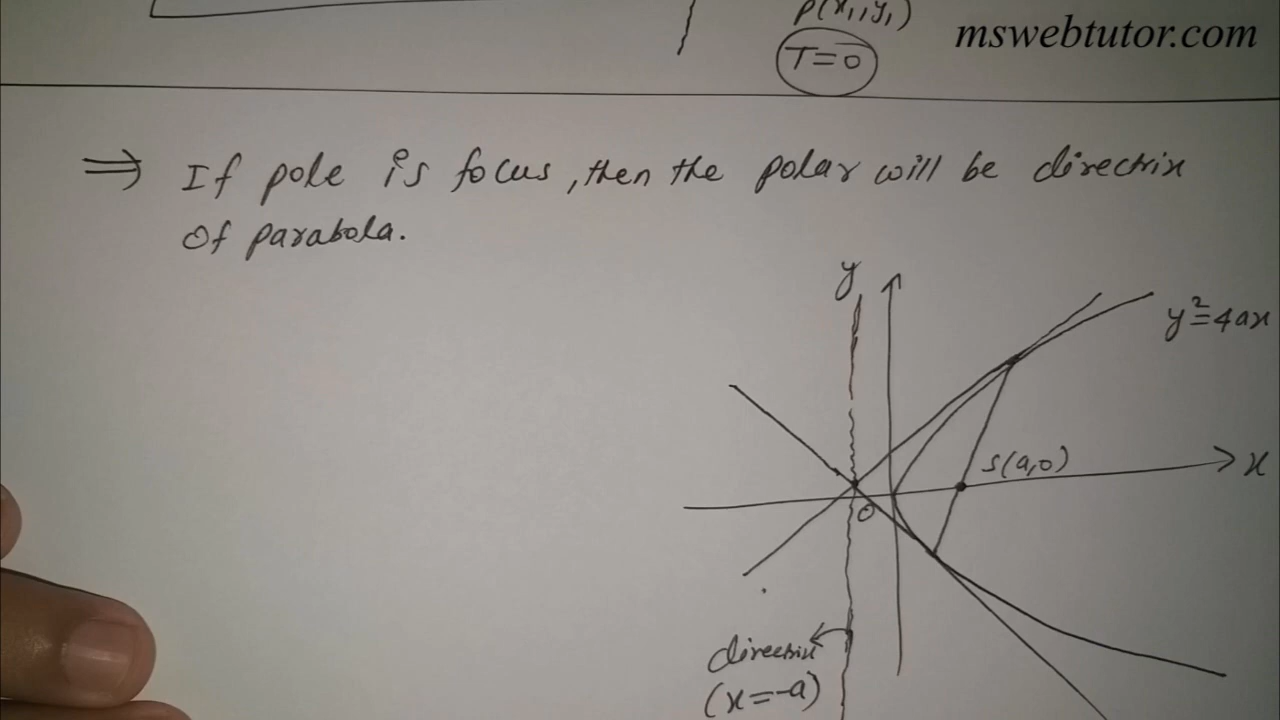 P(x₁,y₁)
mswebtutor.com
T=0
⇒ If pole is focus, then the polar will be directrix
of parabola.
y
y²=4ax
S(a,0)
x
O
directrix
(x=-a)